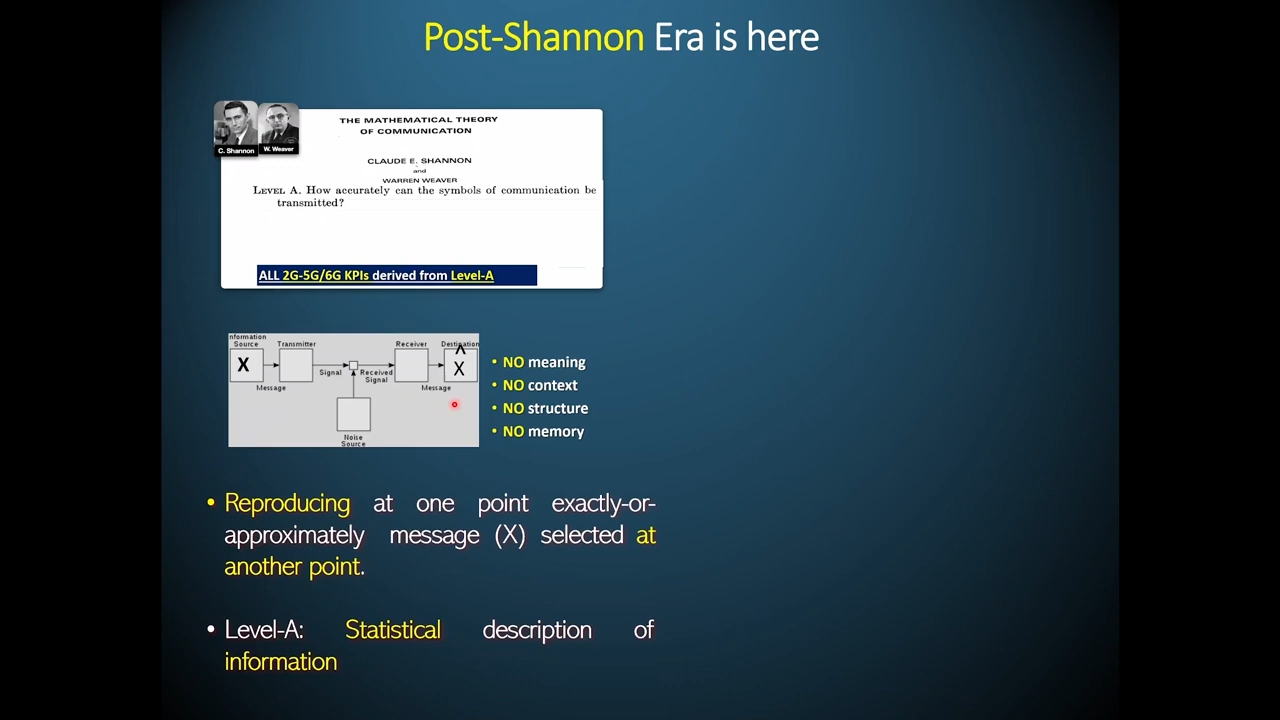 Post-Shannon Era is here
C. Shannon
W. Weaver
THE MATHEMATICAL THEORY
OF COMMUNICATION
CLAUDE E. SHANNON
and
WARREN WEAVER
LEVEL A. How accurately can the symbols of communication be
transmitted?
ALL 2G-5G/6G KPIs derived from Level-A
nformation
Source
Transmitter
Receiver
Destination
X
^
X
Signal
Received
Signal
Message
Message
Noise
Source
• NO meaning
• NO context
• NO structure
• NO memory
• Reproducing at one point exactly-or-
approximately message (X) selected at
another point.
• Level-A: Statistical description of
information